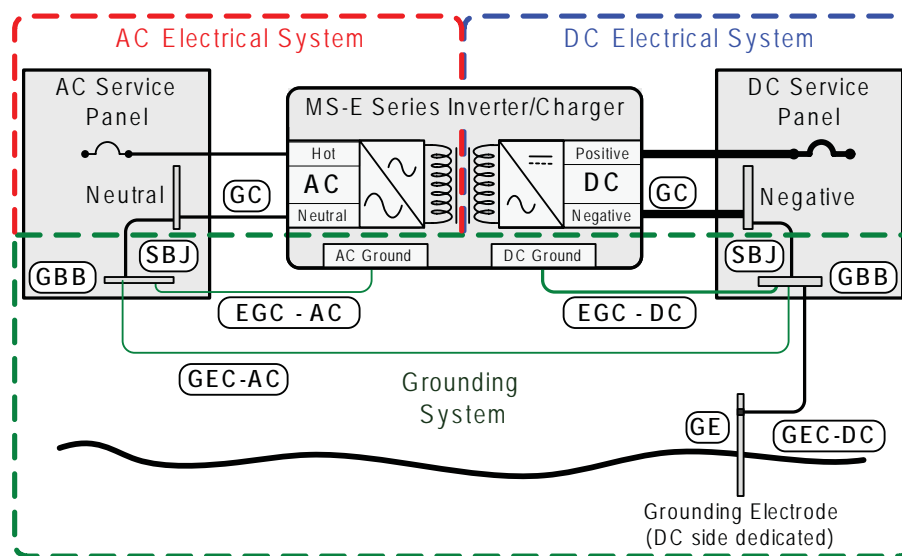 AC Electrical System
DC Electrical System
AC Service
Panel
MS-E Series Inverter/Charger
DC Service
Panel
Hot
AC
Neutral
Positive
DC
Negative
Neutral
GC
GC
Negative
SBJ
GBB
AC Ground
DC Ground
SBJ
GBB
EGC - AC
EGC - DC
GEC-AC
Grounding
System
GE
GEC-DC
Grounding Electrode
(DC side dedicated)